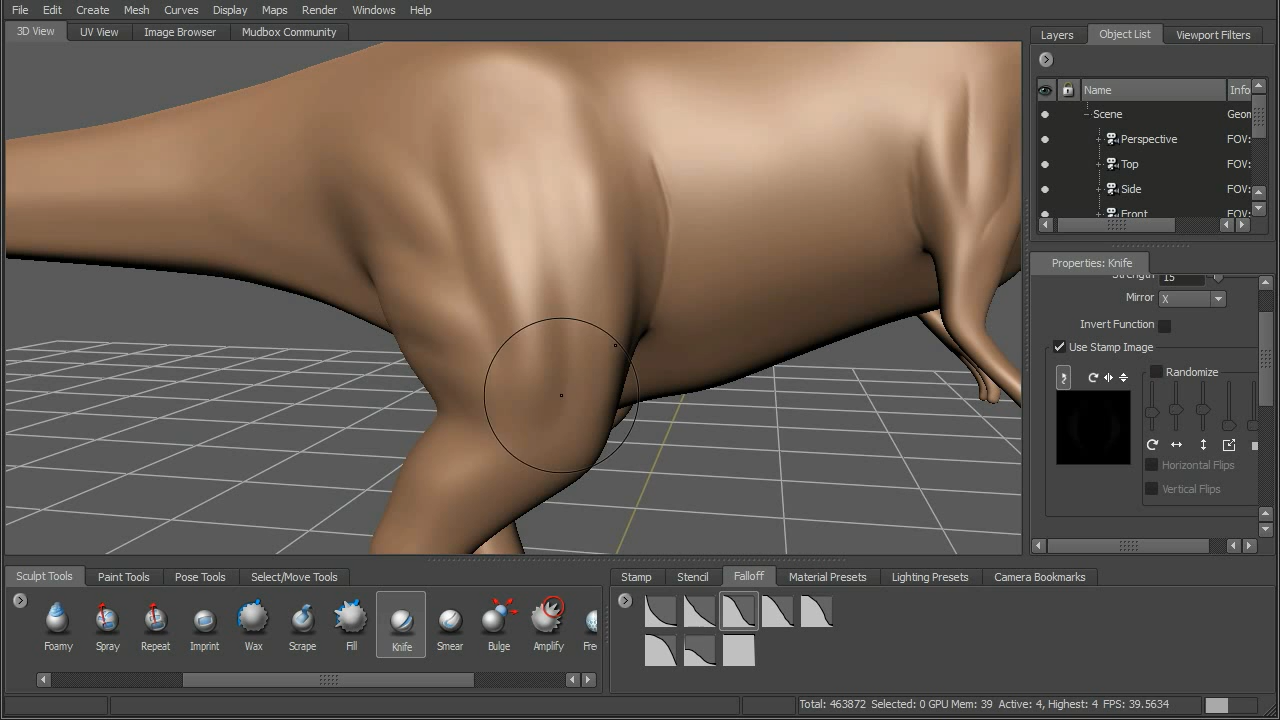 File Edit Create Mesh Curves Display Maps Render Windows Help
3D View UV View Image Browser Mudbox Community
Layers Object List Viewport Filters
Name Info
Scene Geon
Perspective FOV:
Top FOV:
Side FOV:
Front FOV:
Properties: Knife
Strength 15
Mirror X
Invert Function
Use Stamp Image
Randomize
Horizontal Flips
Vertical Flips
Sculpt Tools Paint Tools Pose Tools Select/Move Tools
Foamy Spray Repeat Imprint Wax Scrape Fill Knife Smear Bulge Amplify Fre
Stamp Stencil Falloff Material Presets Lighting Presets Camera Bookmarks
Total: 463872 Selected: 0 GPU Mem: 39 Active: 4, Highest: 4 FPS: 39.5634